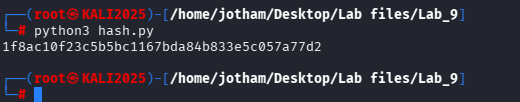 ┌──(root㉿KALI2025)-[/home/jotham/Desktop/Lab files/Lab_9]
└─# python3 hash.py
1f8ac10f23c5b5bc1167bda84b833e5c057a77d2
┌──(root㉿KALI2025)-[/home/jotham/Desktop/Lab files/Lab_9]
└─#